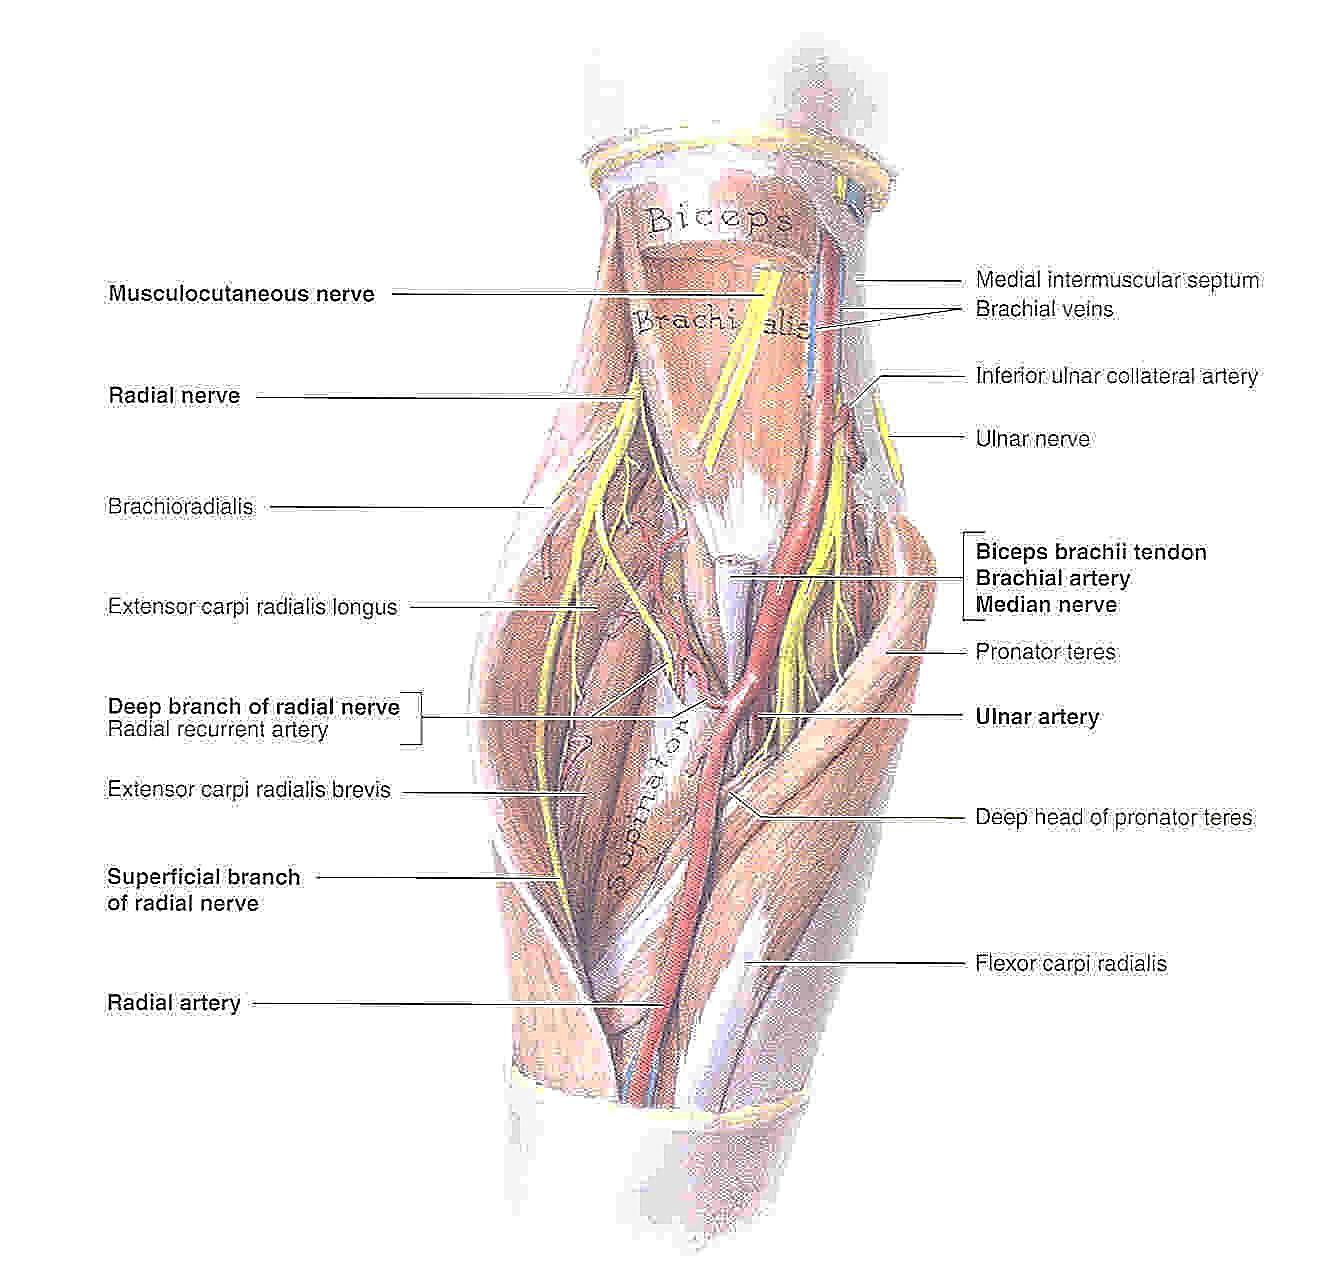 Biceps
Musculocutaneous nerve
Brachialis
Radial nerve
Brachioradialis
Extensor carpi radialis longus
Deep branch of radial nerve
Radial recurrent artery
Extensor carpi radialis brevis
Supinator
Superficial branch
of radial nerve
Radial artery
Medial intermuscular septum
Brachial veins
Inferior ulnar collateral artery
Ulnar nerve
Biceps brachii tendon
Brachial artery
Median nerve
Pronator teres
Ulnar artery
Deep head of pronator teres
Flexor carpi radialis